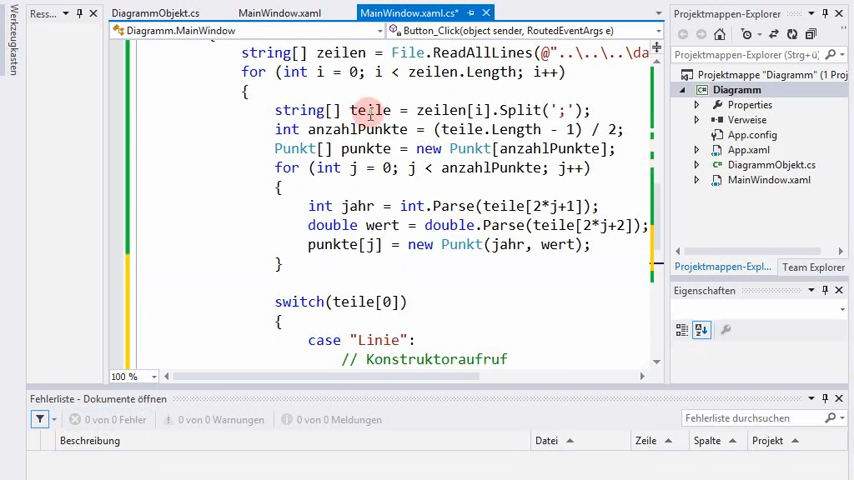 Werkzeugkasten
Ress...
DiagrammObjekt.cs
MainWindow.xaml
MainWindow.xaml.cs*
Projektmappen-Explorer
Diagramm.MainWindow
Button_Click(object sender, RoutedEventArgs e)
Projektmappen-Explorer (Strg+ü)
string[] zeilen = File.ReadAllLines(@"..\..\..\da
for (int i = 0; i < zeilen.Length; i++)
{
string[] teile = zeilen[i].Split(';');
int anzahlPunkte = (teile.Length - 1) / 2;
Punkt[] punkte = new Punkt[anzahlPunkte];
for (int j = 0; j < anzahlPunkte; j++)
{
int jahr = int.Parse(teile[2*j+1]);
double wert = double.Parse(teile[2*j+2]);
punkte[j] = new Punkt(jahr, wert);
}
switch(teile[0])
{
case "Linie":
// Konstruktoraufruf
100 %
Projektmappe "Diagramm" (1 Proj
Diagramm
Properties
Verweise
App.config
App.xaml
DiagrammObjekt.cs
MainWindow.xaml
Projektmappen-Expl...
Team Explorer
Eigenschaften
Fehlerliste - Dokumente öffnen
0 von 0 Fehler
0 von 0 Warnungen
0 von 0 Meldungen
Fehlerliste durchsuchen
Beschreibung
Datei
Zeile
Spalte
Projekt